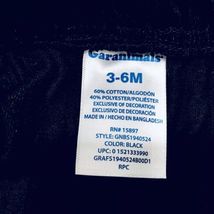 Garanimals
3-6M
60% COTTON/ALGODÓN
40% POLYESTER/POLIÉSTER
EXCLUSIVE OF DECORATION
EXCLUSIVO DE DECORACIÓN
MADE IN / HECHO EN BANGLADESH
RN# 15897
STYLE: GNBS1940524
COLOR: BLACK
UPC: 0 1521333990
GRAFS1940524B00D1
RPC